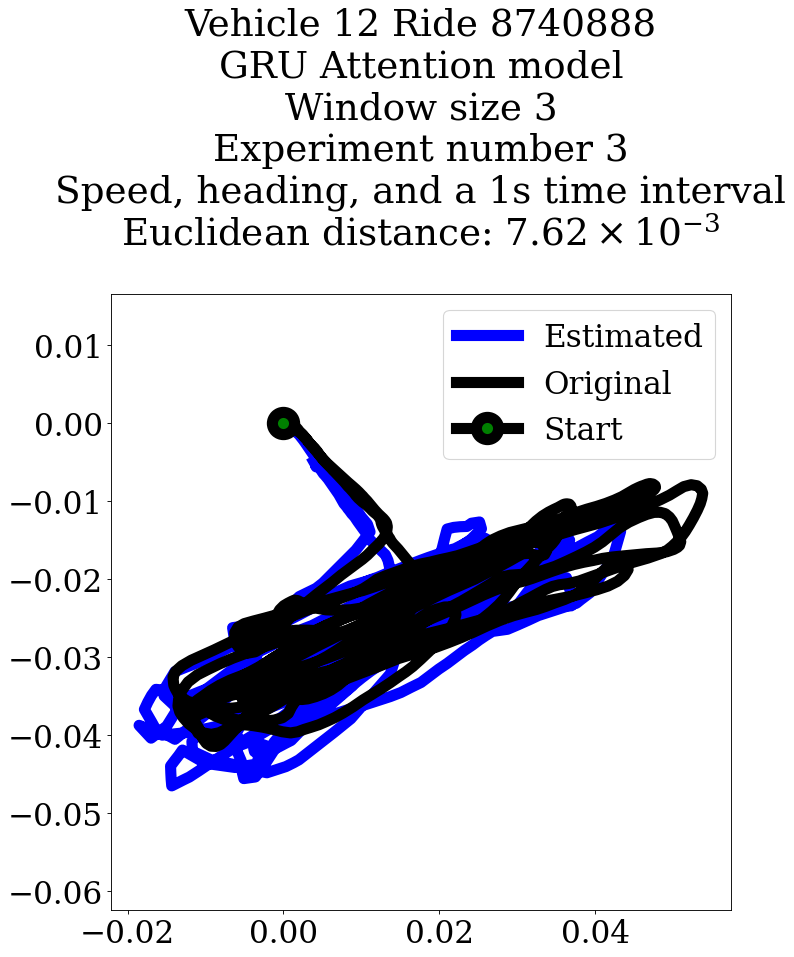 Vehicle 12 Ride 8740888
GRU Attention model
Window size 3
Experiment number 3
Speed, heading, and a 1s time interval
Euclidean distance: 7.62 × 10⁻³
Estimated
Original
Start
0.01
0.00
−0.01
−0.02
−0.03
−0.04
−0.05
−0.06
−0.02 0.00 0.02 0.04